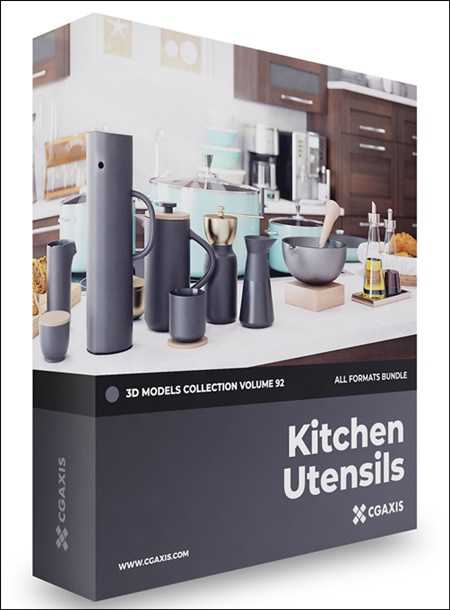 3D MODELS COLLECTION VOLUME 92
ALL FORMATS BUNDLE
Kitchen
Utensils
CGAXIS
CGAXIS
WWW.CGAXIS.COM